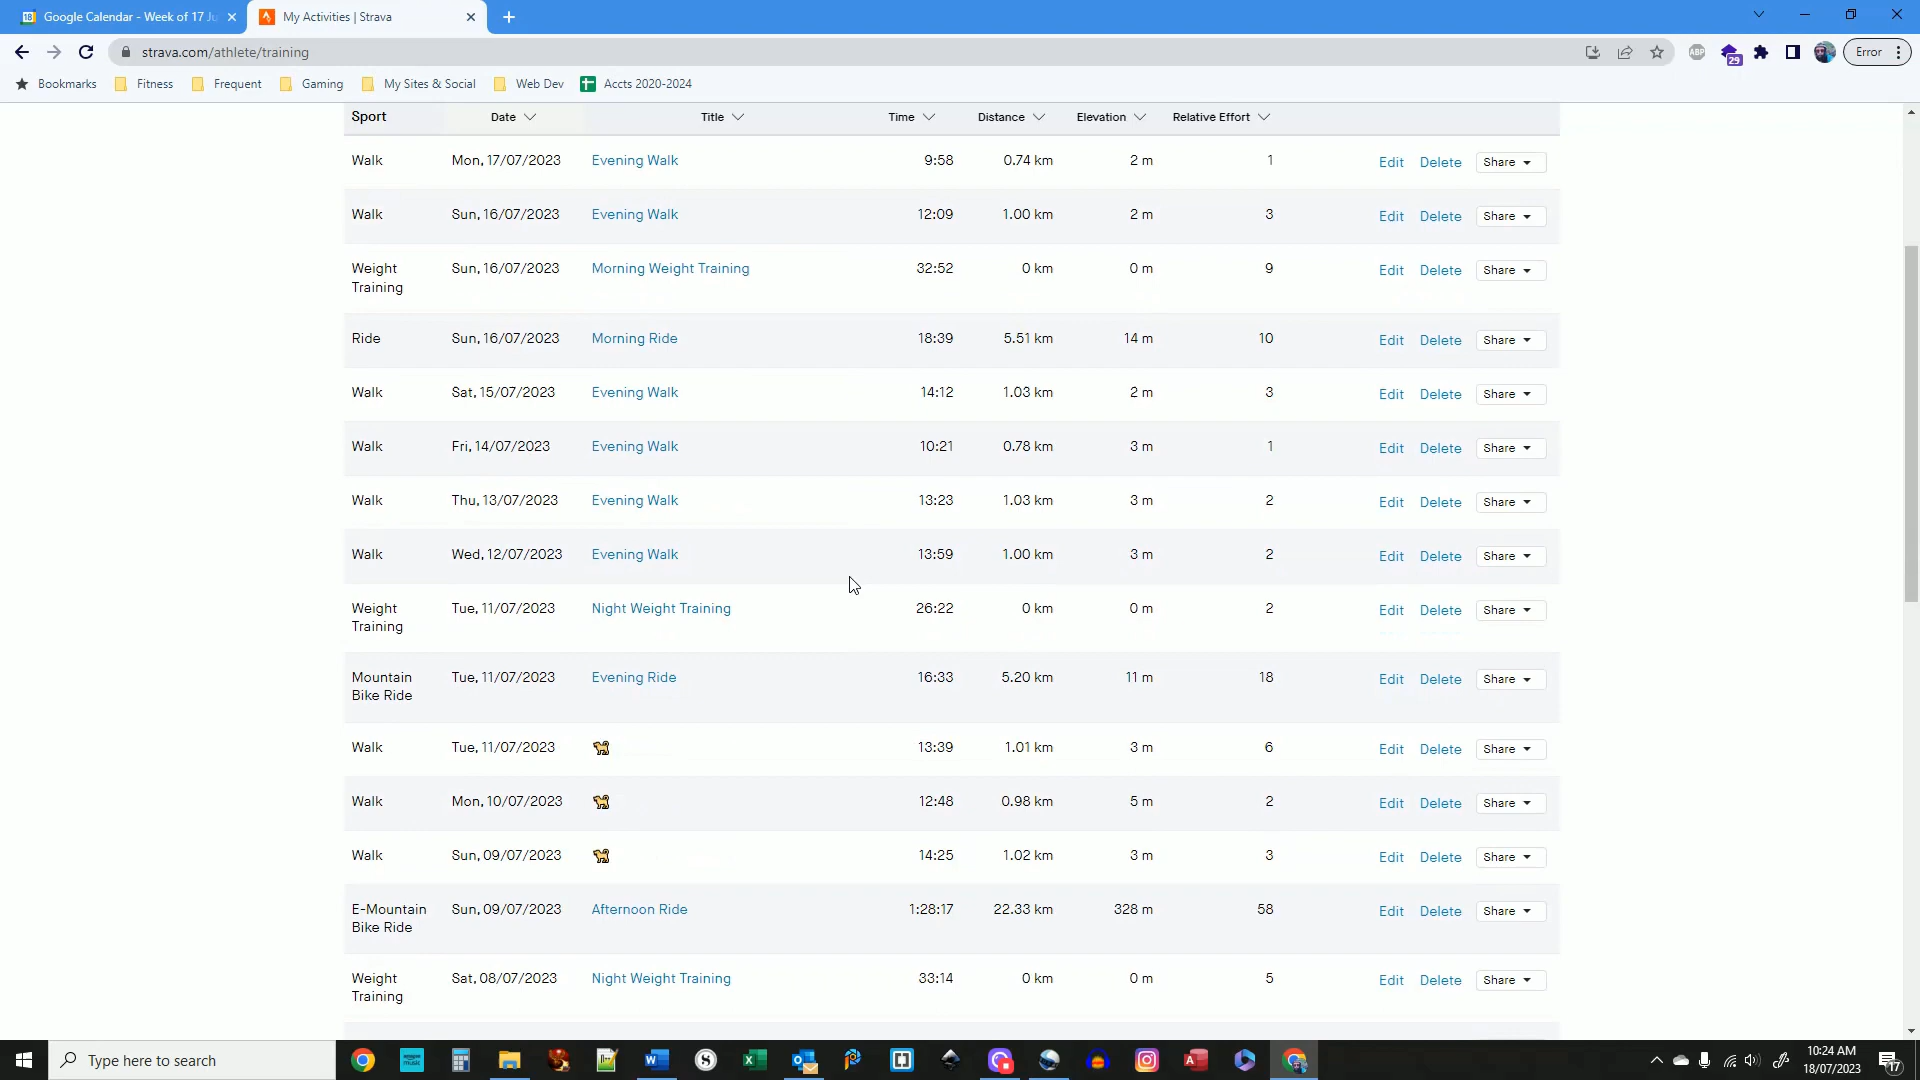 Google Calendar - Week of 17 Ju
My Activities | Strava
strava.com/athlete/training
ABP
29
Error
Bookmarks Fitness Frequent Gaming My Sites & Social Web Dev Accts 2020-2024
Sport Date Title Time Distance Elevation Relative Effort
Walk Mon, 17/07/2023 Evening Walk 9:58 0.74 km 2 m 1 Edit Delete Share
Walk Sun, 16/07/2023 Evening Walk 12:09 1.00 km 2 m 3 Edit Delete Share
Weight Sun, 16/07/2023 Morning Weight Training 32:52 0 km 0 m 9 Edit Delete Share
Training
Ride Sun, 16/07/2023 Morning Ride 18:39 5.51 km 14 m 10 Edit Delete Share
Walk Sat, 15/07/2023 Evening Walk 14:12 1.03 km 2 m 3 Edit Delete Share
Walk Fri, 14/07/2023 Evening Walk 10:21 0.78 km 3 m 1 Edit Delete Share
Walk Thu, 13/07/2023 Evening Walk 13:23 1.03 km 3 m 2 Edit Delete Share
Walk Wed, 12/07/2023 Evening Walk 13:59 1.00 km 3 m 2 Edit Delete Share
Weight Tue, 11/07/2023 Night Weight Training 26:22 0 km 0 m 2 Edit Delete Share
Training
Mountain Tue, 11/07/2023 Evening Ride 16:33 5.20 km 11 m 18 Edit Delete Share
Bike Ride
Walk Tue, 11/07/2023 🐕 13:39 1.01 km 3 m 6 Edit Delete Share
Walk Mon, 10/07/2023 🐕 12:48 0.98 km 5 m 2 Edit Delete Share
Walk Sun, 09/07/2023 🐕 14:25 1.02 km 3 m 3 Edit Delete Share
E-Mountain Sun, 09/07/2023 Afternoon Ride 1:28:17 22.33 km 328 m 58 Edit Delete Share
Bike Ride
Weight Sat, 08/07/2023 Night Weight Training 33:14 0 km 0 m 5 Edit Delete Share
Training
Type here to search
10:24 AM
18/07/2023
17